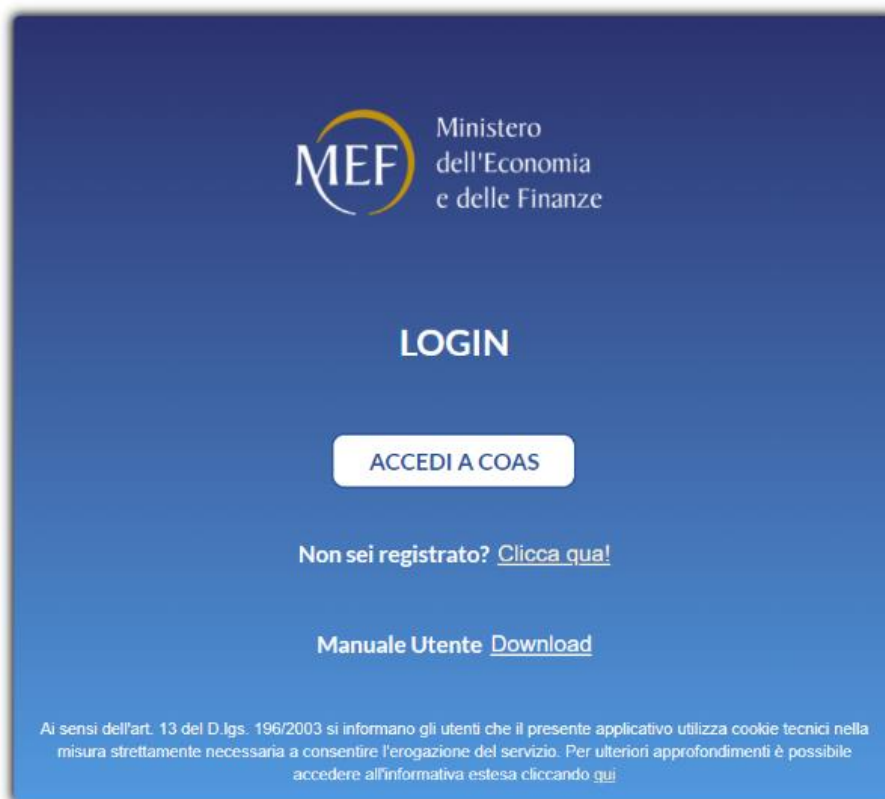 MEF
Ministero
dell'Economia
e delle Finanze
LOGIN
ACCEDI A COAS
Non sei registrato? Clicca qua!
Manuale Utente Download
Ai sensi dell'art. 13 del D.lgs. 196/2003 si informano gli utenti che il presente applicativo utilizza cookie tecnici nella
misura strettamente necessaria a consentire l'erogazione del servizio. Per ulteriori approfondimenti è possibile
accedere all'informativa estesa cliccando qui